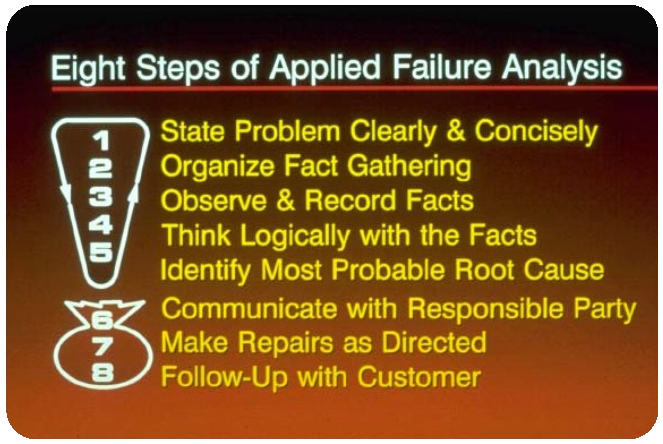 Eight Steps of Applied Failure Analysis
1 State Problem Clearly & Concisely
2 Organize Fact Gathering
3 Observe & Record Facts
4 Think Logically with the Facts
5 Identify Most Probable Root Cause
6 Communicate with Responsible Party
7 Make Repairs as Directed
8 Follow-Up with Customer